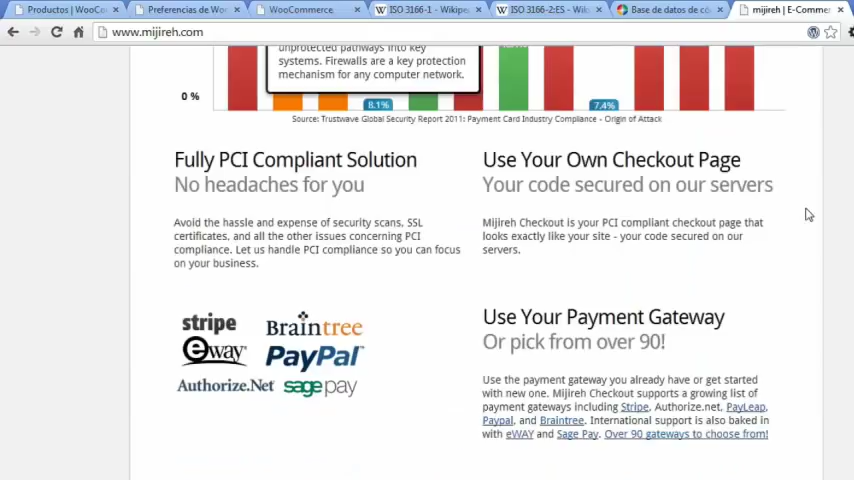 Productos | WooCo
Preferencias de Wor
WooCommerce.
ISO 3166-1 - Wikipe
ISO 3166-2:ES - Wik
Base de datos de có
mijireh | E-Comme
www.mijireh.com
unprotected pathways into key
systems. Firewalls are a key protection
mechanism for any computer network.
0 %
8.1%
7.4%
Source: Trustwave Global Security Report 2011: Payment Card Industry Compliance - Origin of Attack
Fully PCI Compliant Solution
No headaches for you
Avoid the hassle and expense of security scans, SSL
certificates, and all the other issues concerning PCI
compliance. Let us handle PCI compliance so you can focus
on your business.
Use Your Own Checkout Page
Your code secured on our servers
Mijireh Checkout is your PCI compliant checkout page that
looks exactly like your site - your code secured on our
servers.
stripe
Braintree
eway
PayPal
Authorize.Net
sage pay
Use Your Payment Gateway
Or pick from over 90!
Use the payment gateway you already have or get started
with new one. Mijireh Checkout supports a growing list of
payment gateways including Stripe, Authorize.net, PayLeap,
Paypal, and Braintree. International support is also baked in
with eWAY and Sage Pay. Over 90 gateways to choose from!